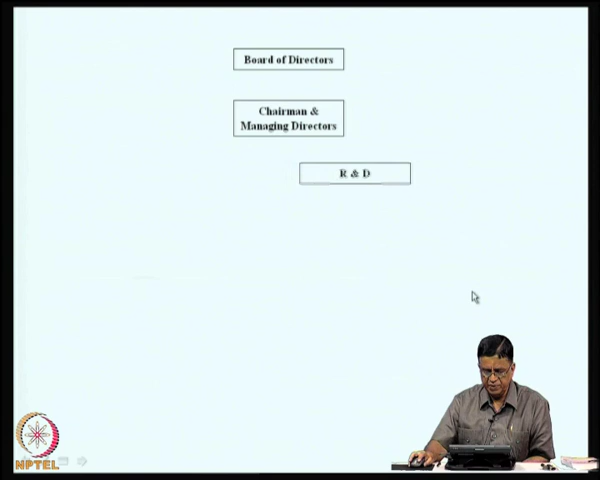 Board of Directors
Chairman &
Managing Directors
R & D
NPTEL